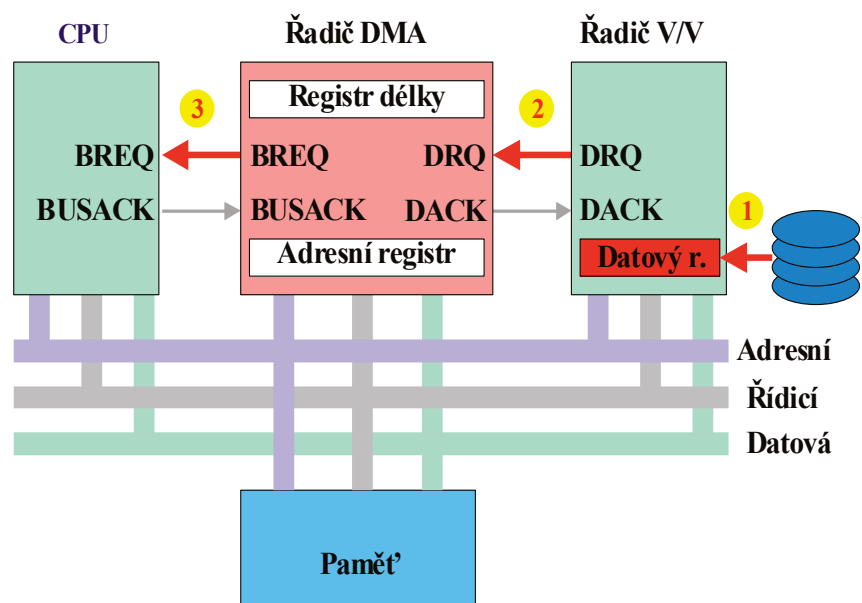 CPU
Řadič DMA
Řadič V/V
Registr délky
3
2
BREQ
BREQ
DRQ
DRQ
BUSACK
BUSACK
DACK
DACK
1
Adresní registr
Datový r.
Adresní
Řídicí
Datová
Paměť